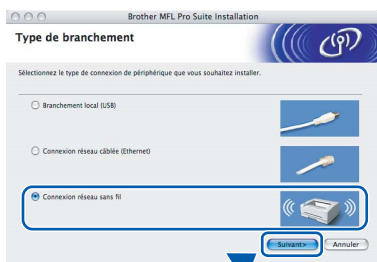 Brother MFL Pro Suite Installation
Type de branchement
Sélectionnez le type de connexion de périphérique que vous souhaitez installer.
Branchement local (USB)
Connexion réseau câblée (Ethernet)
Connexion réseau sans fil
Suivant>
Annuler